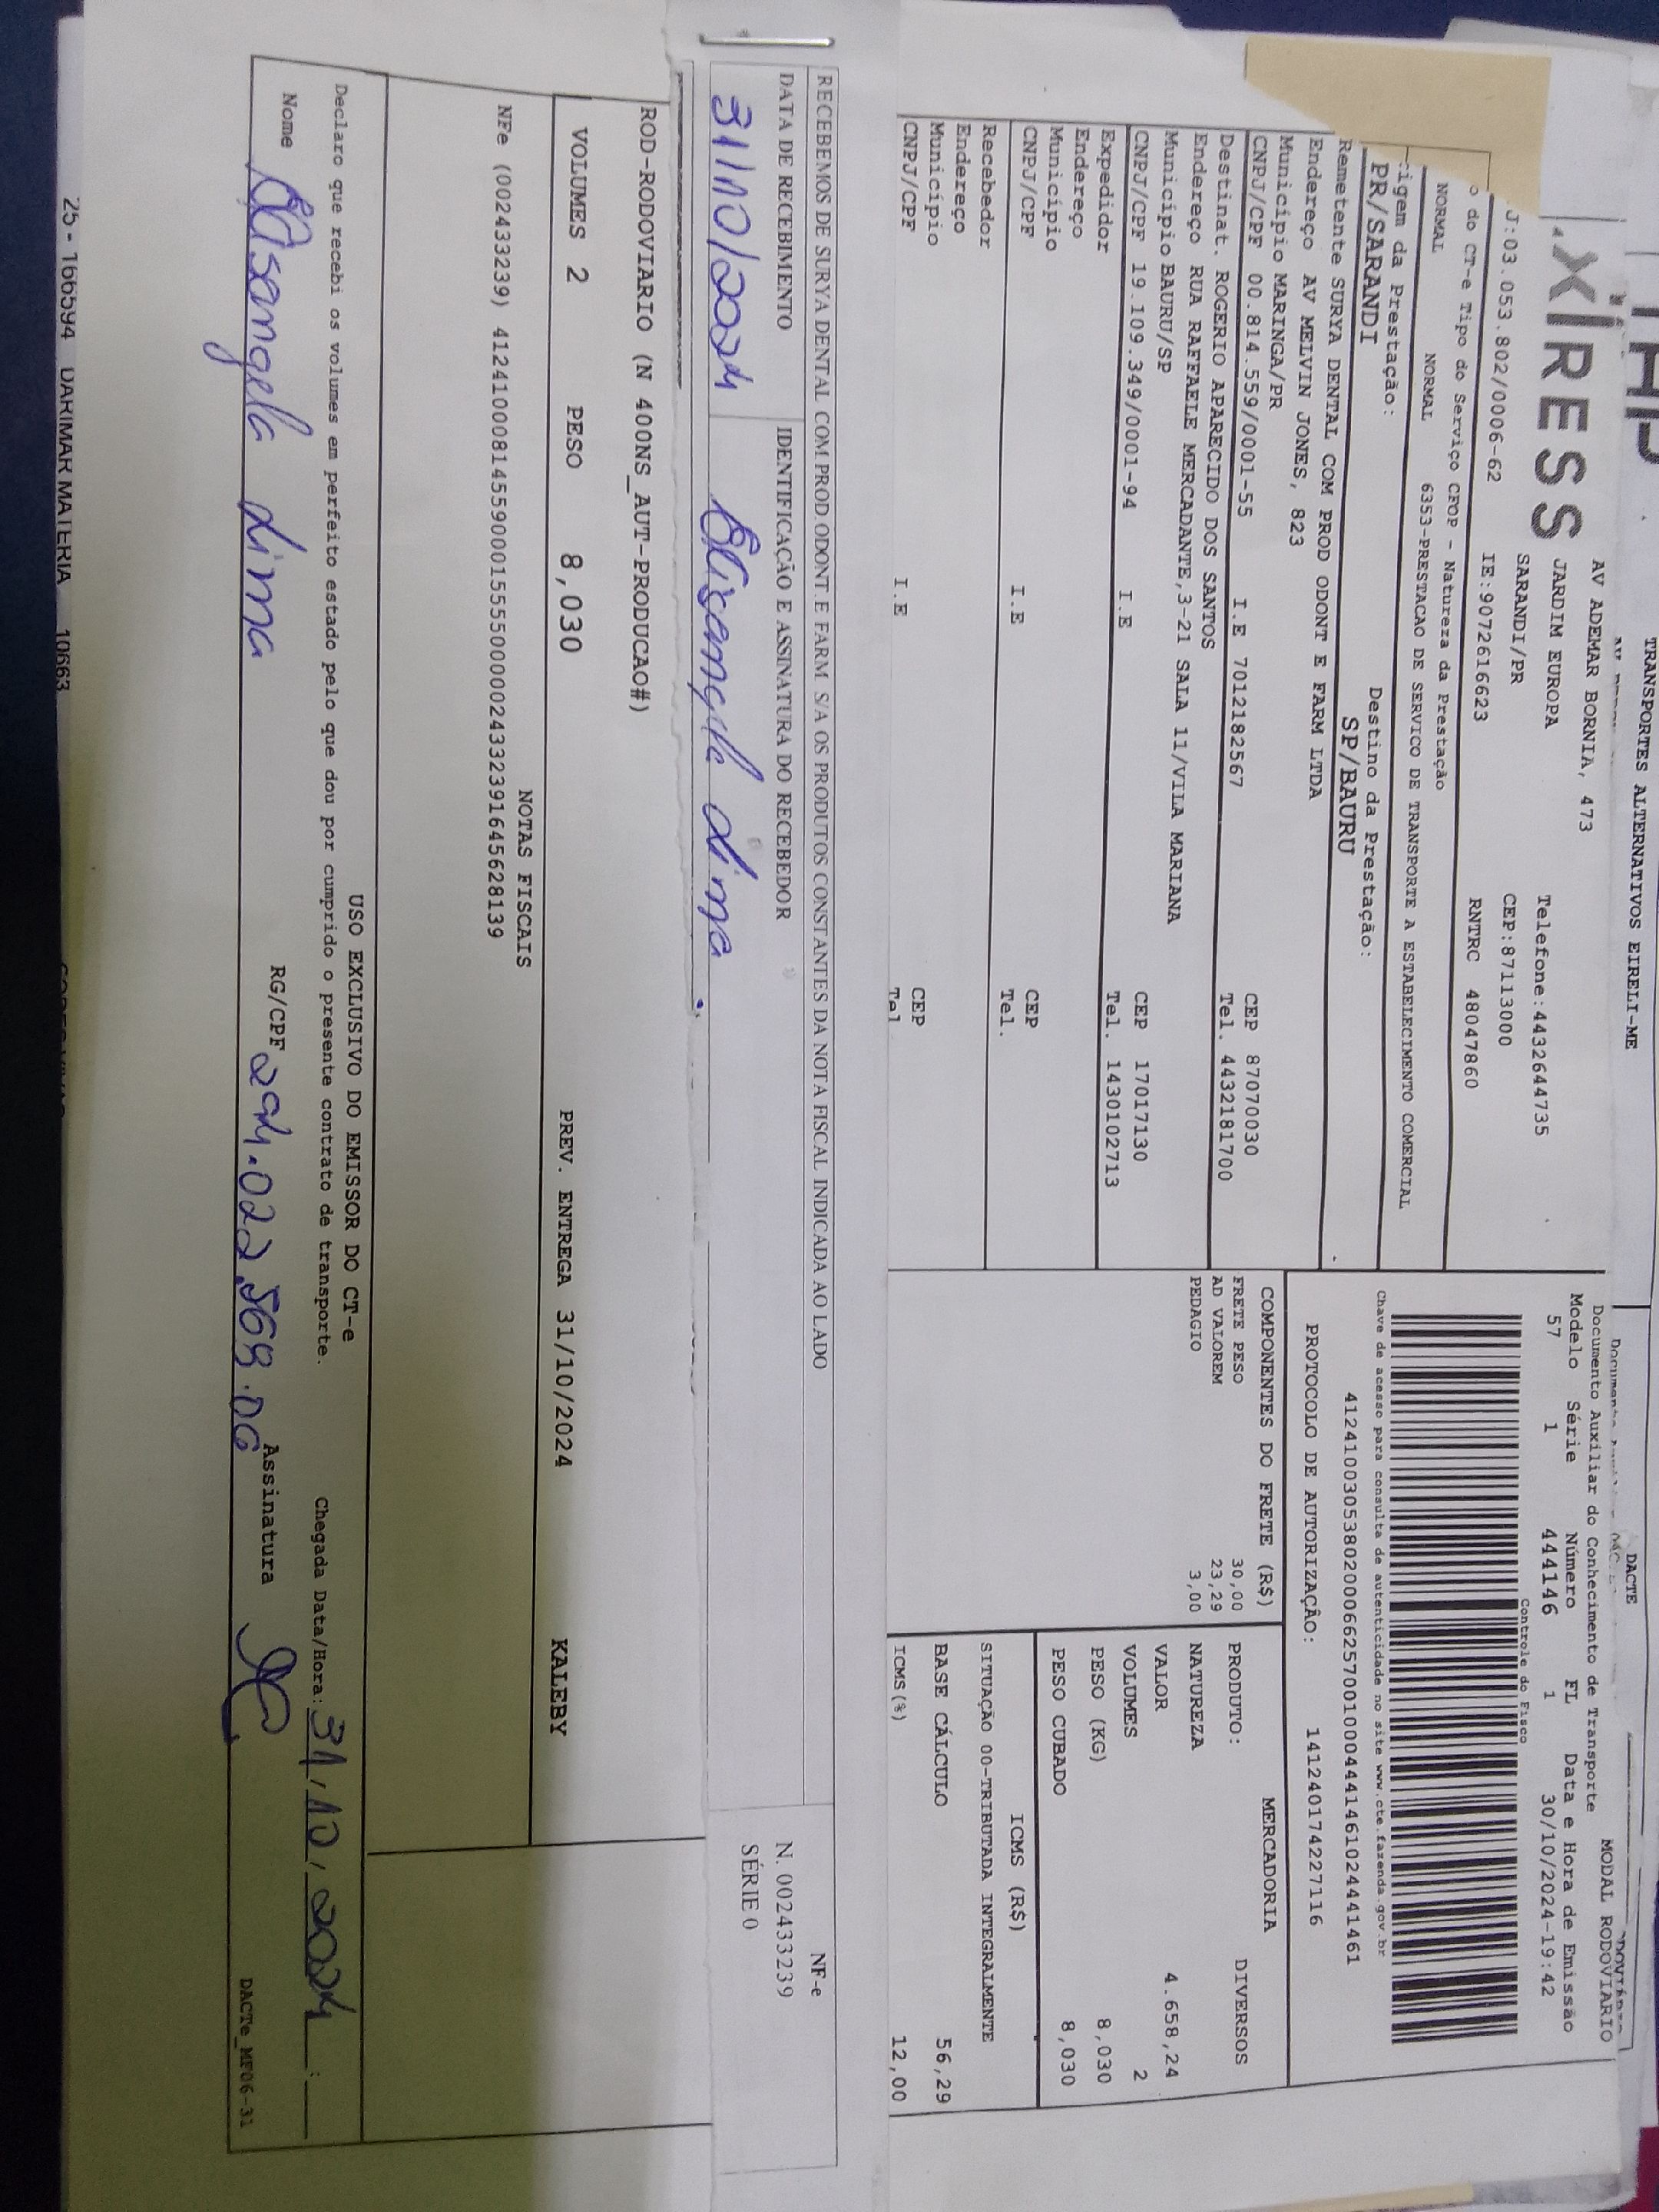 TRANSPORTES ALTERNATIVOS EIRELI-ME
DACTE
XPRESS
AV ADEMAR BORNIA, 473
JARDIM EUROPA
Telefone:4432644735
SARANDI/PR
CEP:87113000
J:03.053.802/0006-62
IE:9072616623
RNTRC 48047860
MODAL RODOVIARIO
Documento Auxiliar do Conhecimento de Transporte
Modelo Série Número FL Data e Hora de Emissão
57 1 444146 1 30/10/2024-19:42
Controle do Fisco
o do CT-e Tipo do Serviço CFOP - Natureza da Prestação
NORMAL NORMAL 6353-PRESTACAO DE SERVICO DE TRANSPORTE A ESTABELECIMENTO COMERCIAL
Chave de acesso para consulta de autenticidade no site www.cte.fazenda.gov.br
41241003053802000662570010004441461024441461
PROTOCOLO DE AUTORIZAÇÃO: 141240174227116
rigem da Prestação:
Destino da Prestação:
PR/SARANDI
SP/BAURU
Remetente SURYA DENTAL COM PROD ODONT E FARM LTDA
Endereço AV MELVIN JONES, 823
Município MARINGA/PR
CEP 87070030
CNPJ/CPF 00.814.559/0001-55 I.E 7012182567
Tel. 4432181700
Destinat. ROGERIO APARECIDO DOS SANTOS
Endereço RUA RAFFAELE MERCADANTE,3-21 SALA 11/VILA MARIANA
Município BAURU/SP
CEP 17017130
CNPJ/CPF 19.109.349/0001-94 I.E
Tel. 1430102713
Expedidor
Endereço
Município
CEP
CNPJ/CPF I.E
Tel.
Recebedor
Endereço
Município
CEP
CNPJ/CPF I.E
Tel
COMPONENTES DO FRETE (R$)
FRETE PESO 30,00
AD VALOREM 23,29
PEDAGIO 3,00
MERCADORIA
PRODUTO: DIVERSOS
NATUREZA
VALOR 4.658,24
VOLUMES 2
PESO (KG) 8,030
PESO CUBADO 8,030
ICMS (R$)
SITUAÇÃO 00-TRIBUTADA INTEGRALMENTE
BASE CÁLCULO 56,29
ICMS (%) 12,00
RECEBEMOS DE SURYA DENTAL COM PROD.ODONT.E FARM S/A OS PRODUTOS CONSTANTES DA NOTA FISCAL INDICADA AO LADO
DATA DE RECEBIMENTO
IDENTIFICAÇÃO E ASSINATURA DO RECEBEDOR
31/10/2024
Elisangela Lima
NF-e
N. 002433239
SÉRIE 0
ROD-RODOVIARIO (N 400NS_AUT-PRODUCAO#)
VOLUMES 2 PESO 8,030 PREV. ENTREGA 31/10/2024 KALEBY
NOTAS FISCAIS
NFe (002433239) 41241000814559000155550000024332391645628139
USO EXCLUSIVO DO EMISSOR DO CT-e
Declaro que recebi os volumes em perfeito estado pelo que dou por cumprido o presente contrato de transporte.
Chegada Data/Hora: 31/10/2024 :
Nome Elisangela Lima RG/CPF 294.022.568.06 Assinatura
DACTe_MF06-31
25 - 166594 DARIMAR MATERIA 10663